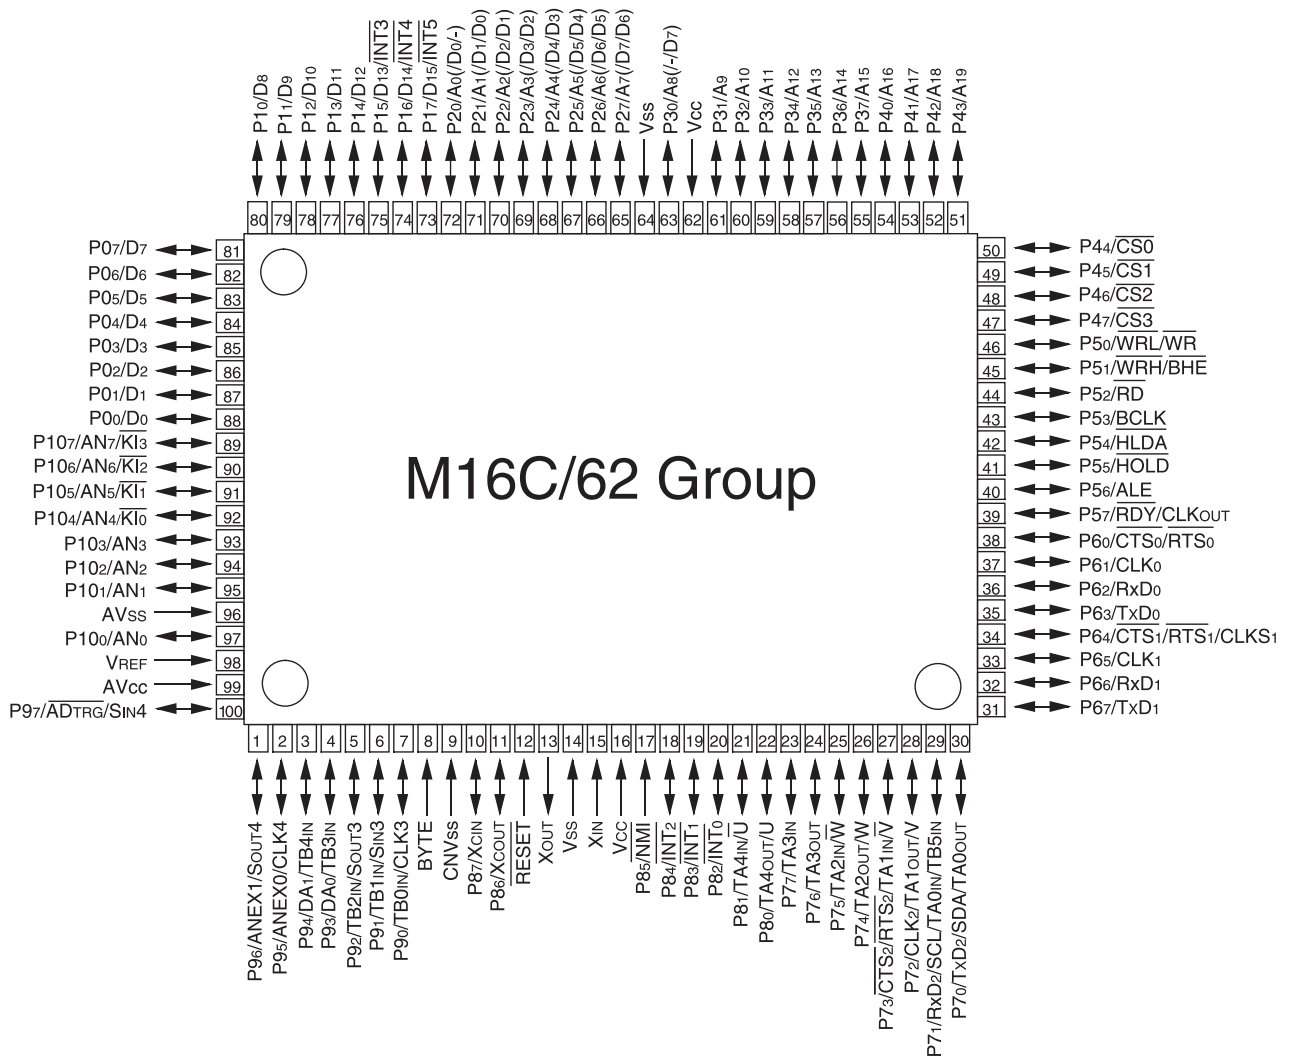 P10/D8
P11/D9
P12/D10
P13/D11
P14/D12
P15/D13/INT3
P16/D14/INT4
P17/D15/INT5
P20/A0(/D0/-)
P21/A1(/D1/D0)
P22/A2(/D2/D1)
P23/A3(/D3/D2)
P24/A4(/D4/D3)
P25/A5(/D5/D4)
P26/A6(/D6/D5)
P27/A7(/D7/D6)
Vss
P30/A8(/-/D7)
Vcc
P31/A9
P32/A10
P33/A11
P34/A12
P35/A13
P36/A14
P37/A15
P40/A16
P41/A17
P42/A18
P43/A19
80 79 78 77 76 75 74 73 72 71 70 69 68 67 66 65 64 63 62 61 60 59 58 57 56 55 54 53 52 51
P07/D7 81
P06/D6 82
P05/D5 83
P04/D4 84
P03/D3 85
P02/D2 86
P01/D1 87
P00/D0 88
P107/AN7/KI3 89
P106/AN6/KI2 90
P105/AN5/KI1 91
P104/AN4/KI0 92
P103/AN3 93
P102/AN2 94
P101/AN1 95
AVSS 96
P100/AN0 97
VREF 98
AVcc 99
P97/ADTRG/SIN4 100
M16C/62 Group
50 P44/CS0
49 P45/CS1
48 P46/CS2
47 P47/CS3
46 P50/WRL/WR
45 P51/WRH/BHE
44 P52/RD
43 P53/BCLK
42 P54/HLDA
41 P55/HOLD
40 P56/ALE
39 P57/RDY/CLKOUT
38 P60/CTS0/RTS0
37 P61/CLK0
36 P62/RxD0
35 P63/TxD0
34 P64/CTS1/RTS1/CLKS1
33 P65/CLK1
32 P66/RxD1
31 P67/TxD1
1 2 3 4 5 6 7 8 9 10 11 12 13 14 15 16 17 18 19 20 21 22 23 24 25 26 27 28 29 30
P96/ANEX1/SOUT4
P95/ANEX0/CLK4
P94/DA1/TB4IN
P93/DA0/TB3IN
P92/TB2IN/SOUT3
P91/TB1IN/SIN3
P90/TB0IN/CLK3
BYTE
CNVss
P87/XCIN
P86/XCOUT
RESET
XOUT
VSS
XIN
VCC
P85/NMI
P84/INT2
P83/INT1
P82/INT0
P81/TA4IN/U
P80/TA4OUT/U
P77/TA3IN
P76/TA3OUT
P75/TA2IN/W
P74/TA2OUT/W
P73/CTS2/RTS2/TA1IN/V
P72/CLK2/TA1OUT/V
P71/RxD2/SCL/TA0IN/TB5IN
P70/TxD2/SDA/TA0OUT